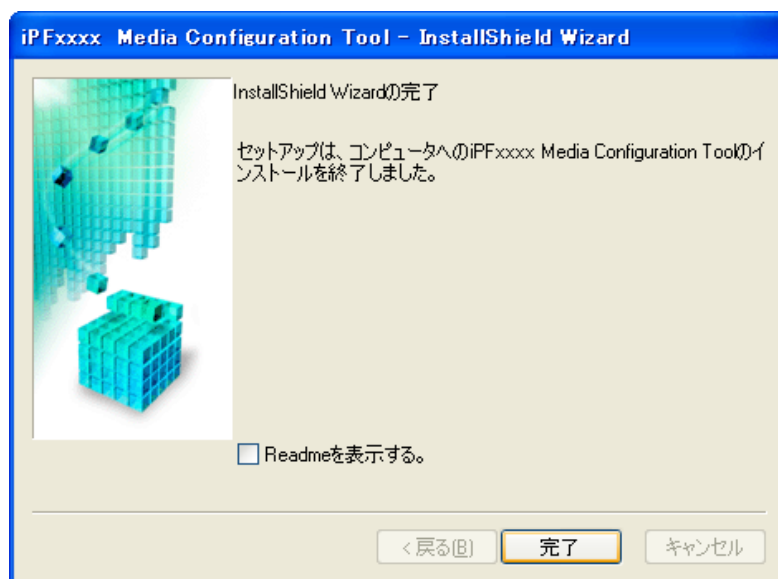 iPFxxxx Media Configuration Tool - InstallShield Wizard
InstallShield Wizardの完了
セットアップは、コンピュータへのiPFxxxx Media Configuration Toolのイ
ンストールを終了しました。
Readmeを表示する。
< 戻る(B)
完了
キャンセル